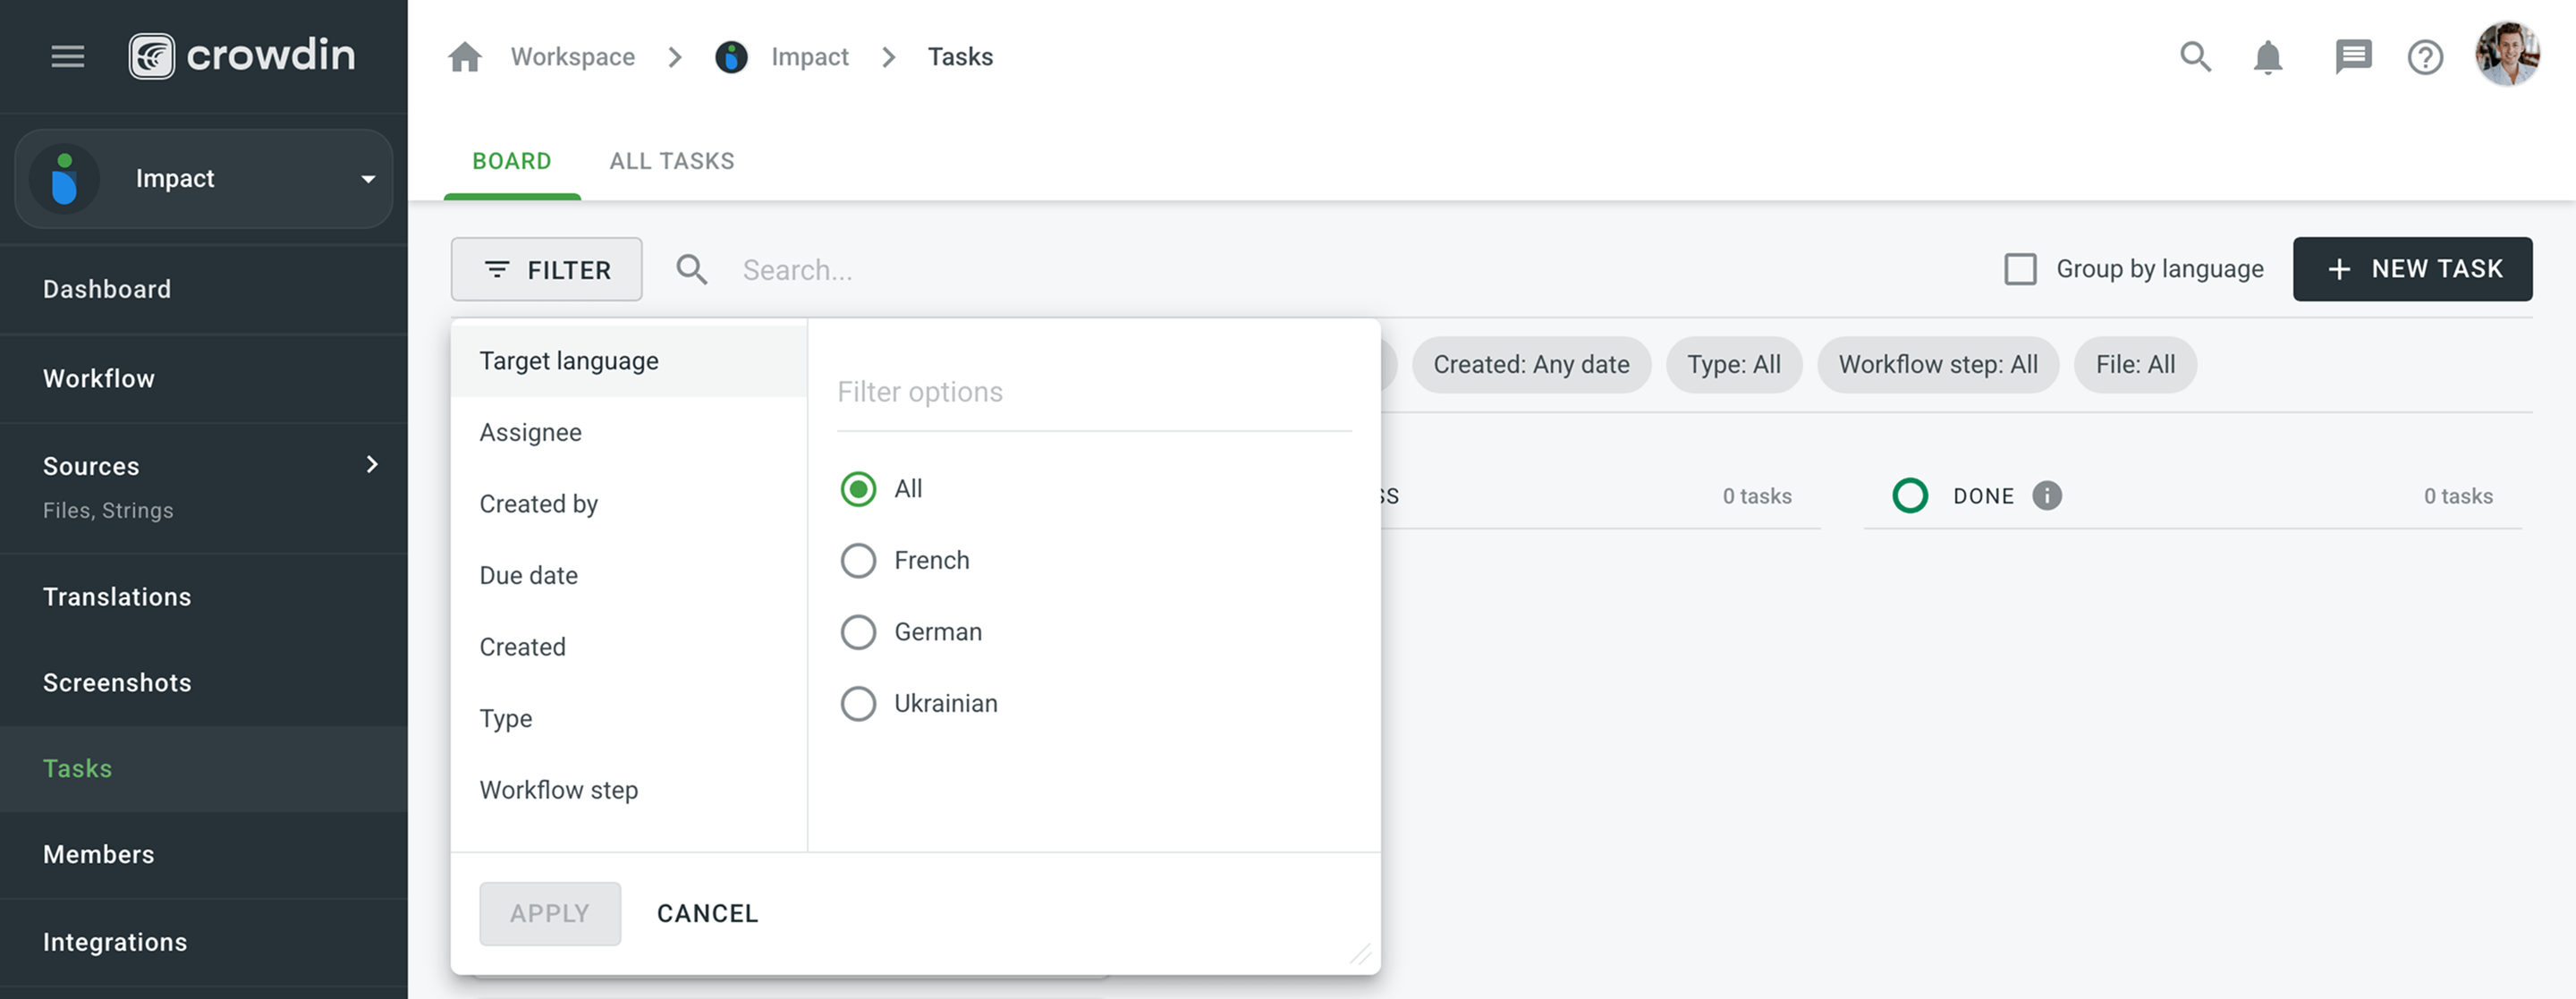 crowdin
Impact
Dashboard
Workflow
Sources
Files, Strings
Translations
Screenshots
Tasks
Members
Integrations
Workspace Impact Tasks
BOARD ALL TASKS
FILTER Search... Group by language NEW TASK
Created: Any date Type: All Workflow step: All File: All
SS 0 tasks DONE 0 tasks
Target language
Assignee
Created by
Due date
Created
Type
Workflow step
Filter options
All
French
German
Ukrainian
APPLY CANCEL